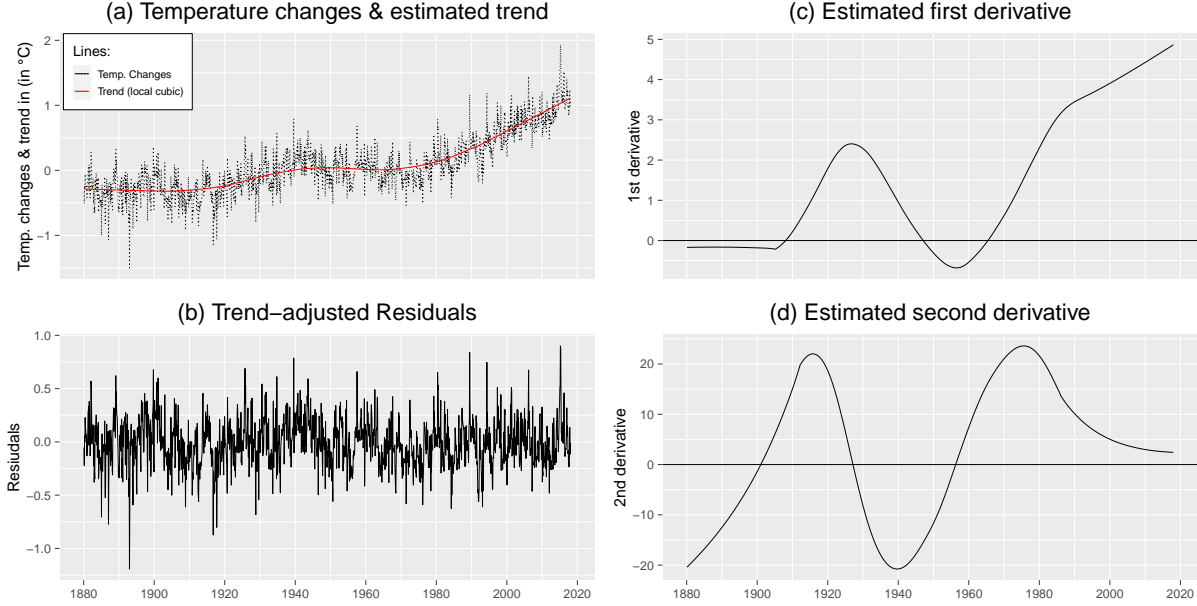 (a) Temperature changes & estimated trend
Temp. changes & trend in (in °C)
2
1
0
−1
Lines:
Temp. Changes
Trend (local cubic)
(c) Estimated first derivative
1st derivative
5
4
3
2
1
0
(b) Trend−adjusted Residuals
Resiudals
1.0
0.5
0.0
−0.5
−1.0
1880 1900 1920 1940 1960 1980 2000 2020
(d) Estimated second derivative
2nd derivative
20
10
0
−10
−20
1880 1900 1920 1940 1960 1980 2000 2020